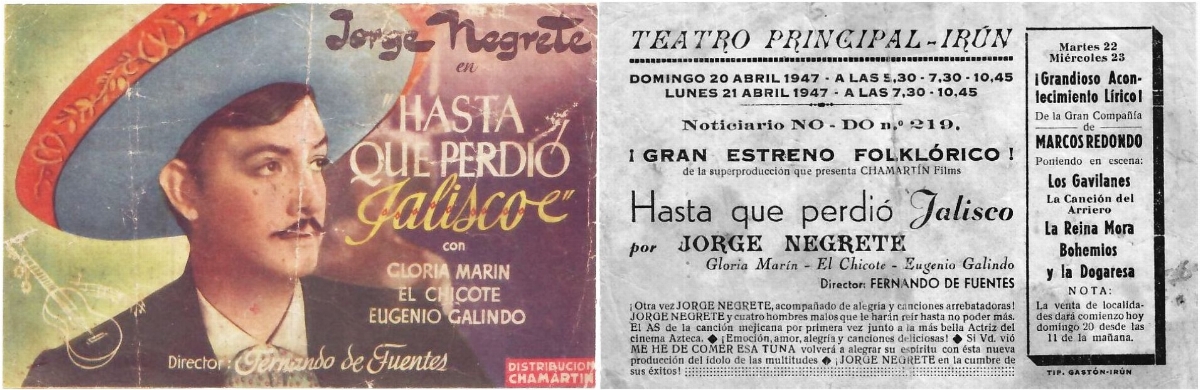 Jorge Negrete
en
"HASTA
QUE PERDIÓ
Jalisco"
con
GLORIA MARIN
EL CHICOTE
EUGENIO GALINDO
Director: Fernando de Fuentes
DISTRIBUCION
CHAMARTIN
TEATRO PRINCIPAL-IRÚN
DOMINGO 20 ABRIL 1947 - A LAS 5,30 - 7,30 - 10,45
LUNES 21 ABRIL 1947 - A LAS 7,30 - 10,45
Noticiario NO-DO n.º 219.
¡GRAN ESTRENO FOLKLÓRICO!
de la superproducción que presenta CHAMARTÍN Films
Hasta que perdió Jalisco
por JORGE NEGRETE
Gloria Marín - El Chicote - Eugenio Galindo
Director: FERNANDO DE FUENTES
¡Otra vez JORGE NEGRETE, acompañado de alegria y canciones arrebatadoras!
JORGE NEGRETE y cuatro hombres malos que le harán reir hasta no poder más.
El AS de la canción mejicana por primera vez junto a la más bella Actriz del
cinema Azteca. ◆ ¡Emoción, amor, alegría y canciones deliciosas! ◆ Si Vd. vió
ME HE DE COMER ESA TUNA volverá a alegrar su espíritu con ésta nueva
producción del ídolo de las multitudes ◆ ¡JORGE NEGRETE en la cumbre de
sus éxitos!
Martes 22
Miércoles 23
¡Grandioso Acon-
tecimiento Lírico!
De la Gran Compañía
de
MARCOS REDONDO
Poniendo en escena:
Los Gavilanes
La Canción del
Arriero
La Reina Mora
Bohemios
y la Dogaresa
NOTA:
La venta de localida-
des dará comienzo hoy
domingo 20 desde las
11 de la mañana.
TIP. GASTÓN-IRÚN